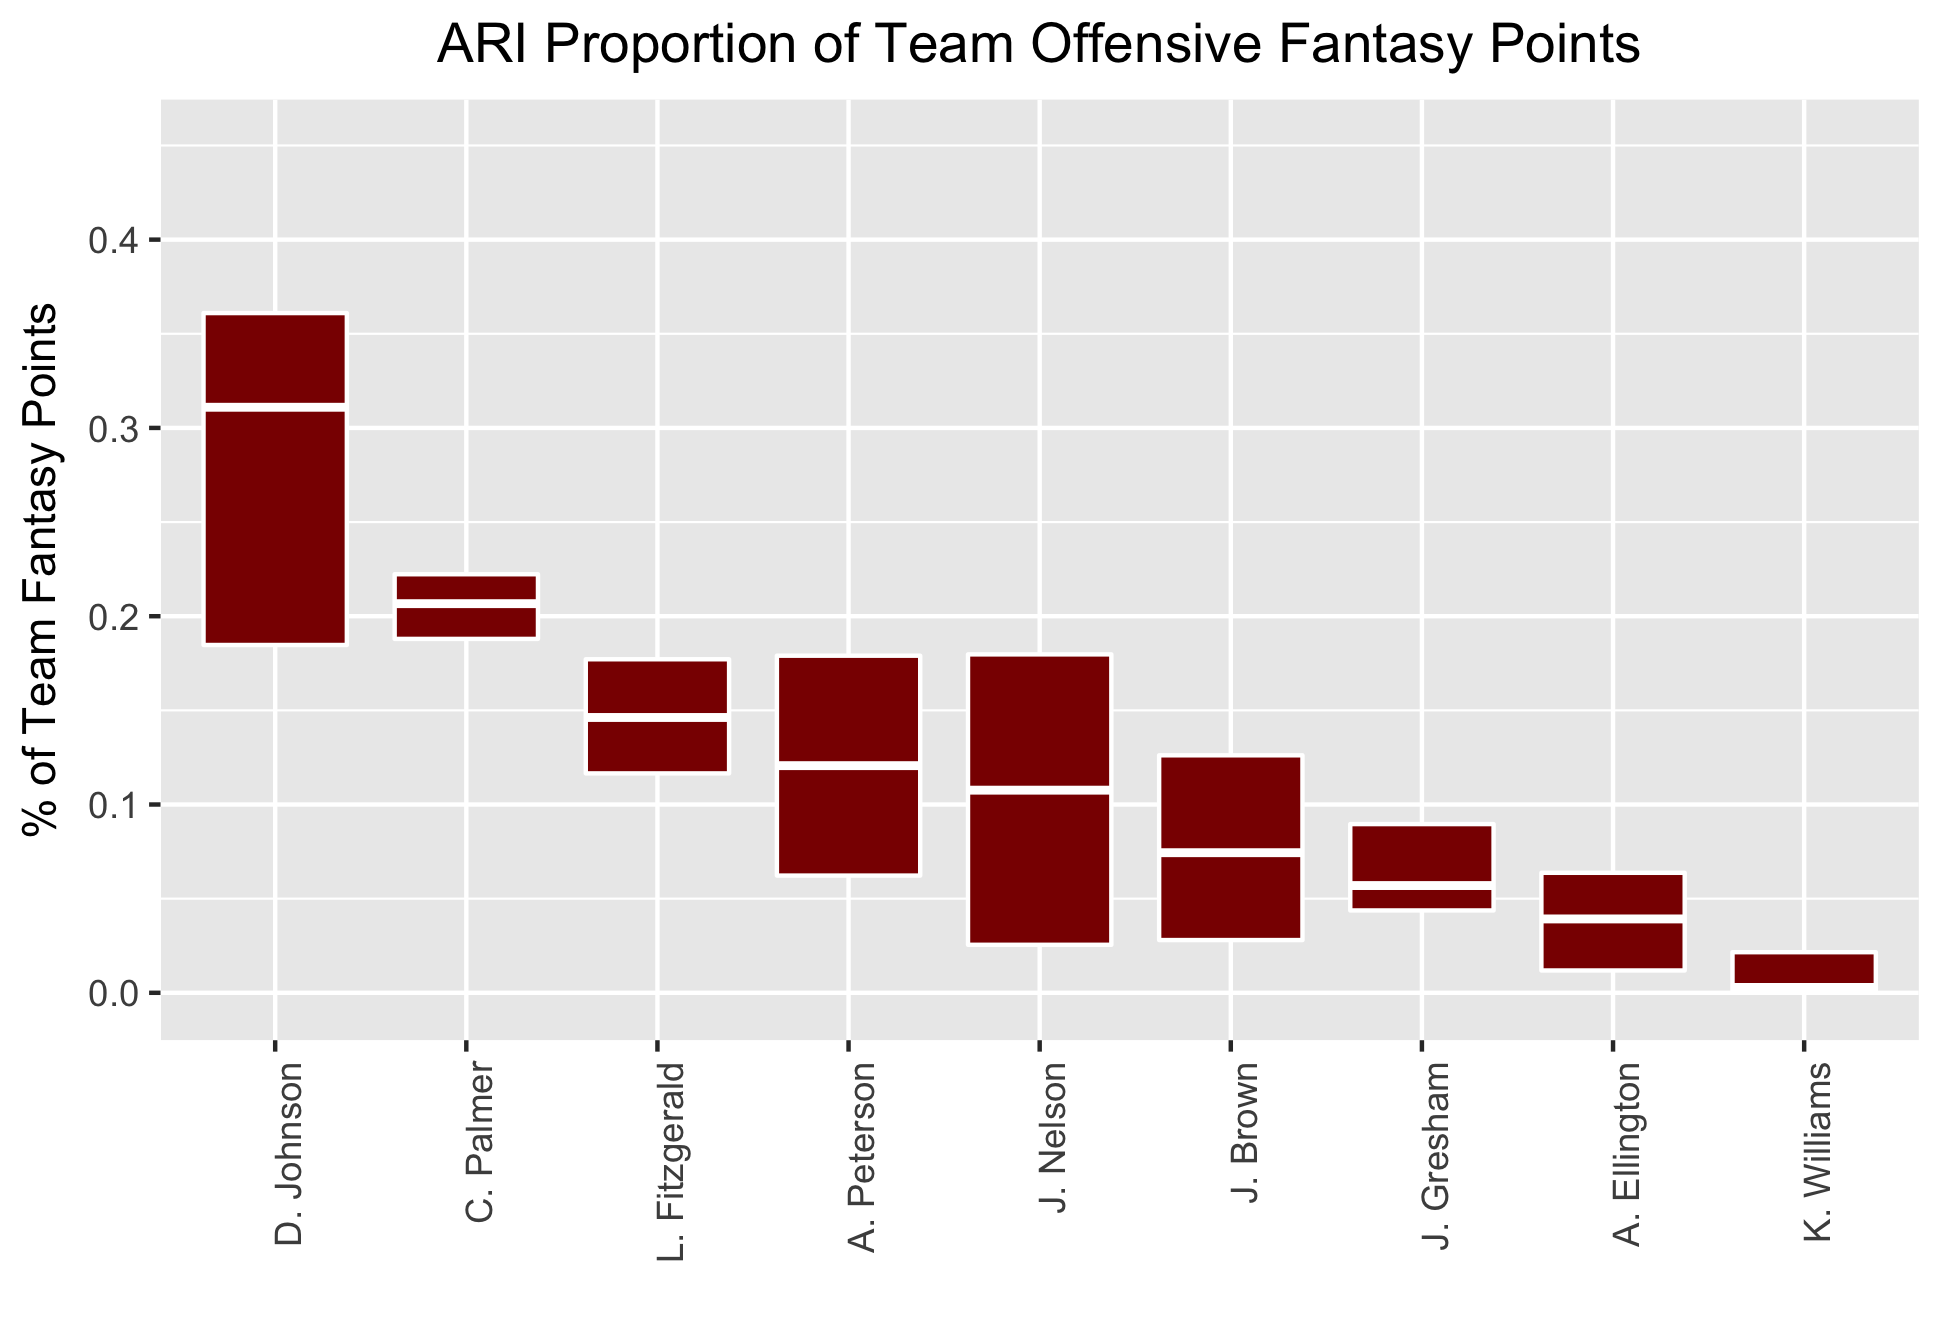 ARI Proportion of Team Offensive Fantasy Points
% of Team Fantasy Points
0.4
0.3
0.2
0.1
0.0
D. Johnson
C. Palmer
L. Fitzgerald
A. Peterson
J. Nelson
J. Brown
J. Gresham
A. Ellington
K. Williams